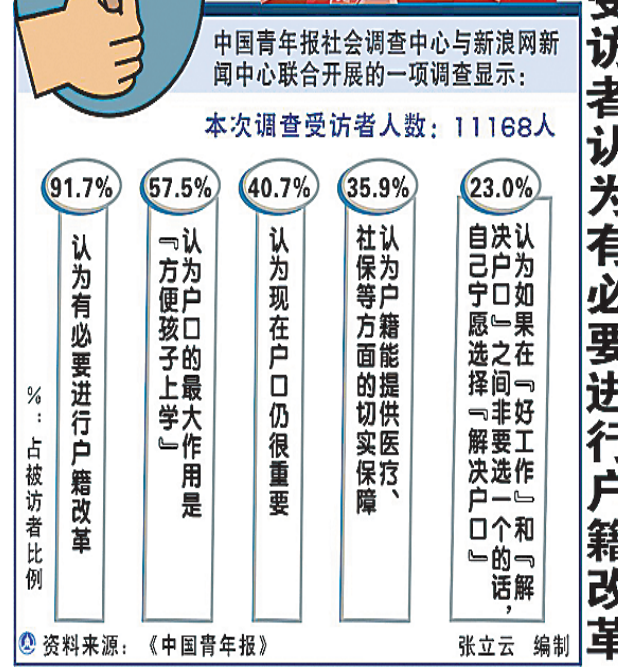 中国青年报社会调查中心与新浪网新
闻中心联合开展的一项调查显示：
本次调查受访者人数：11168人
91.7%
认为有必要进行户籍改革
57.5%
认为户口的最大作用是
『方便孩子上学』
40.7%
认为现在户口仍很重要
35.9%
认为户籍能提供医疗、
社保等方面的切实保障
23.0%
认为如果在『好工作』和『解
决户口』之间非要选一个的话，
自己宁愿选择『解决户口』
%：占被访者比例
资料来源：《中国青年报》
张立云 编制
受访者认为有必要进行户籍改革